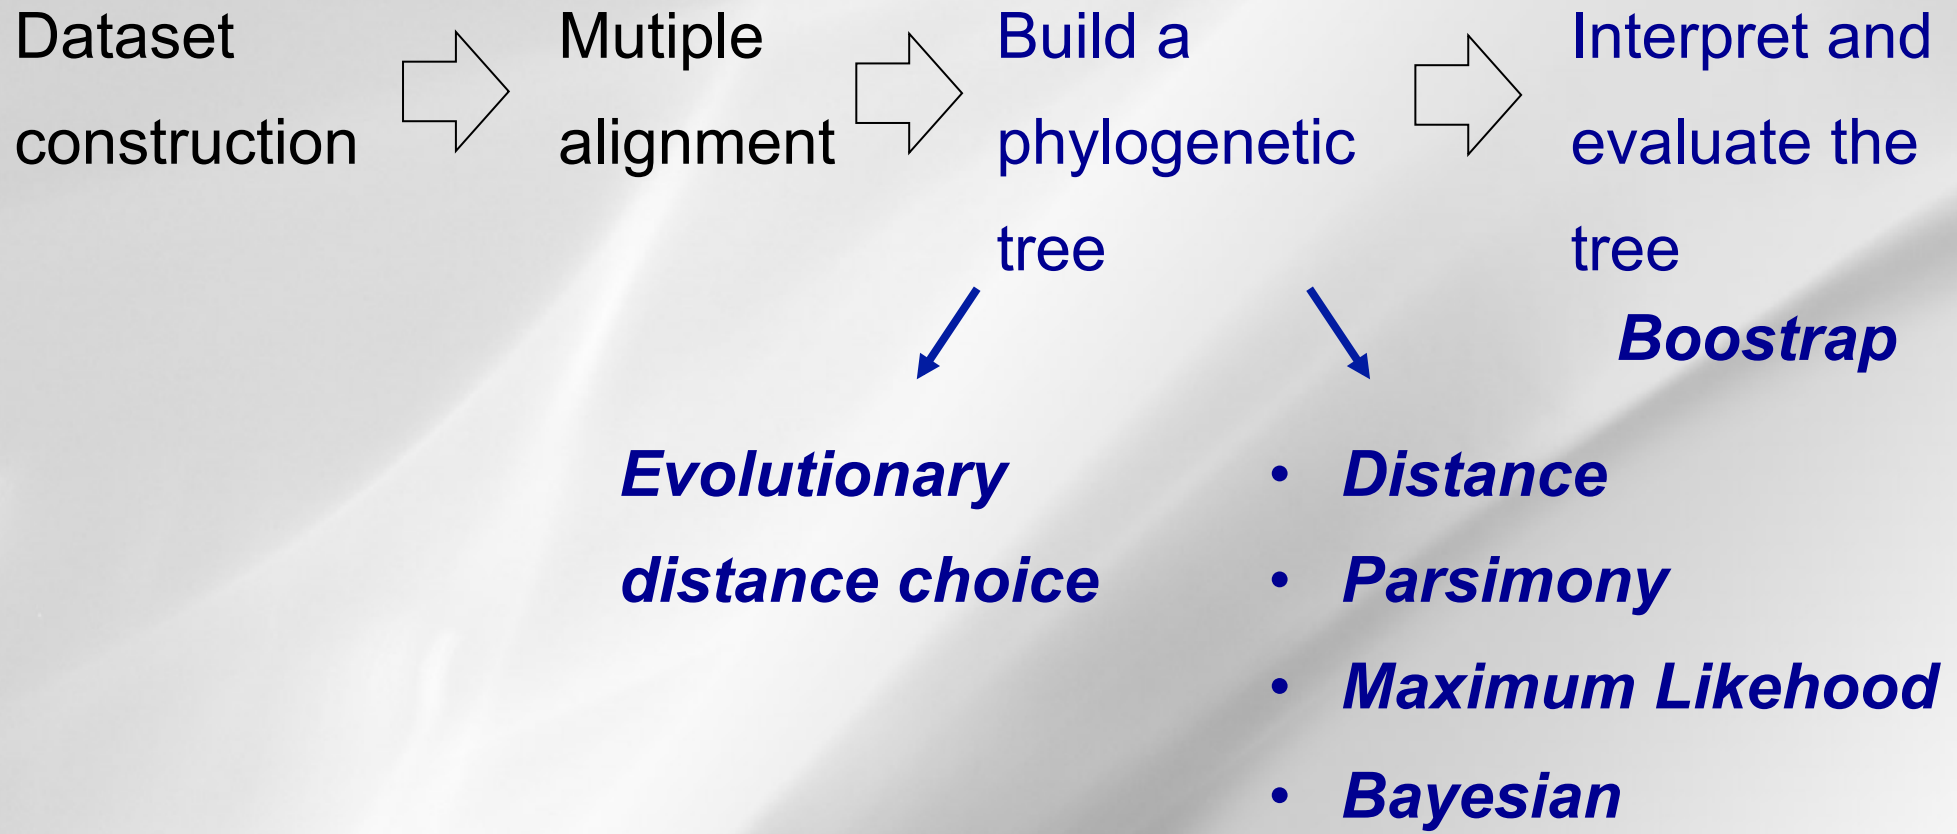 Dataset
construction
Mutiple
alignment
Build a
phylogenetic
tree
Interpret and
evaluate the
tree
Boostrap
Evolutionary
distance choice
• Distance
• Parsimony
• Maximum Likehood
• Bayesian